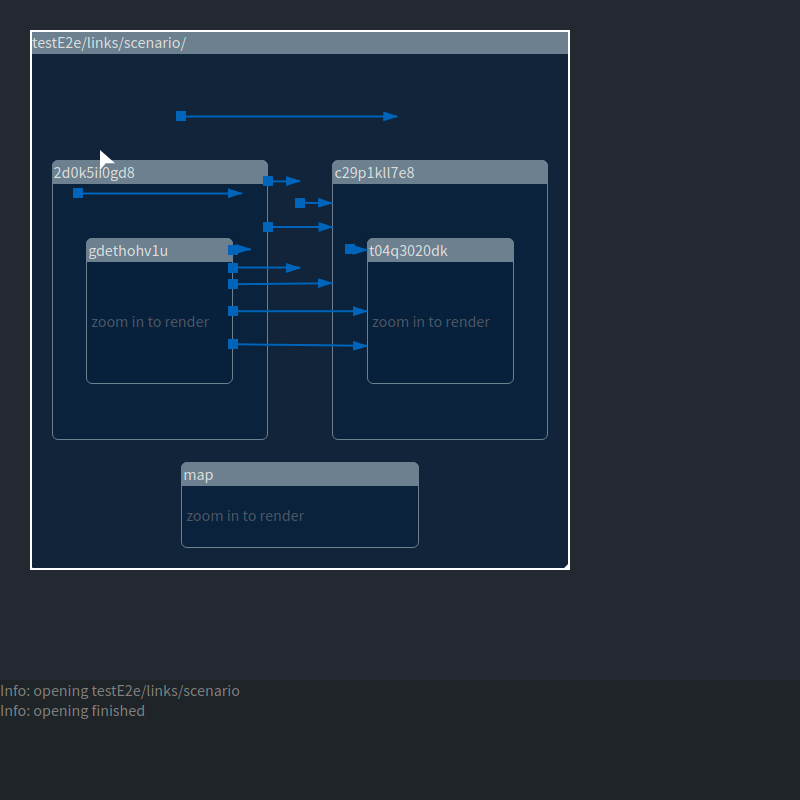 testE2e/links/scenario/
2d0k5il0gd8
c29p1kll7e8
gdethohv1u
t04q3020dk
zoom in to render
zoom in to render
map
zoom in to render
Info: opening testE2e/links/scenario
Info: opening finished